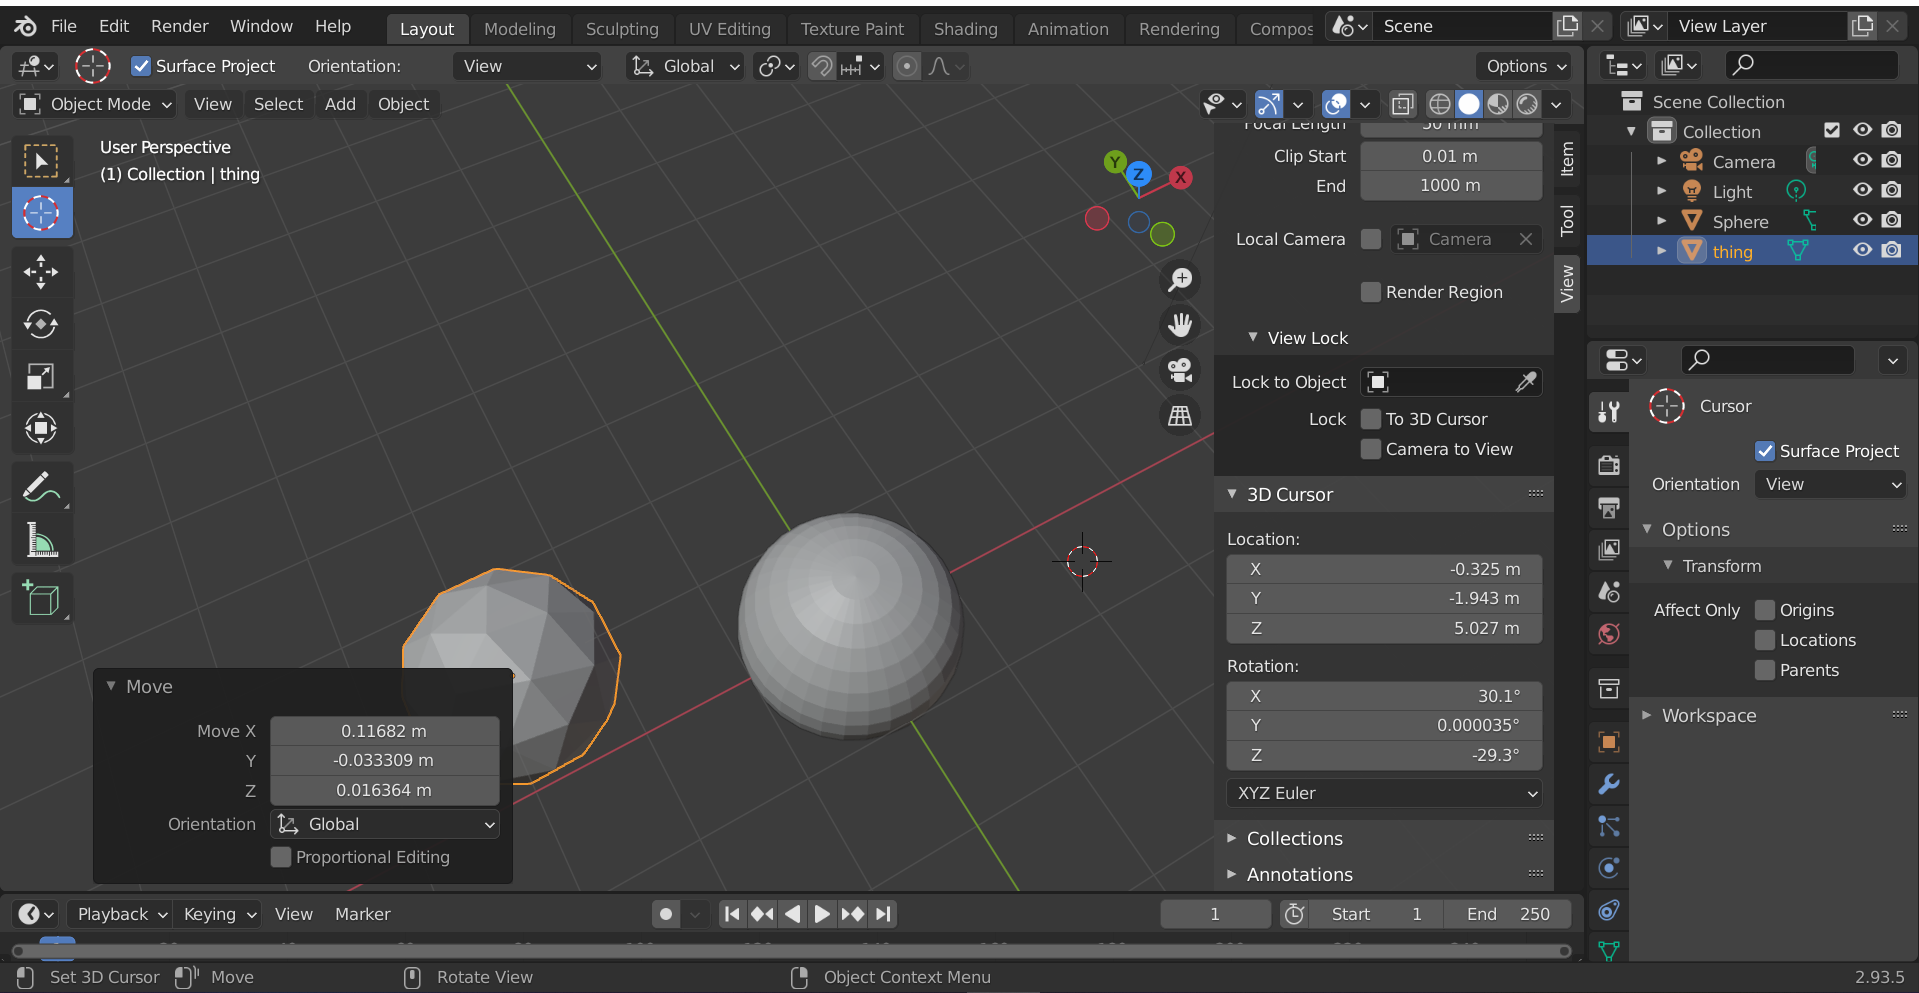 File Edit Render Window Help Layout Modeling Sculpting UV Editing Texture Paint Shading Animation Rendering Compos Scene View Layer
Surface Project Orientation: View Global Options
Object Mode View Select Add Object
User Perspective
(1) Collection | thing
Y Z X
Focal Length 50 mm
Clip Start 0.01 m
End 1000 m
Local Camera Camera
Render Region
View Lock
Lock to Object
Lock To 3D Cursor
Camera to View
3D Cursor
Location:
X -0.325 m
Y -1.943 m
Z 5.027 m
Rotation:
X 30.1°
Y 0.000035°
Z -29.3°
XYZ Euler
Collections
Annotations
Item
Tool
View
Move
Move X 0.11682 m
Y -0.033309 m
Z 0.016364 m
Orientation Global
Proportional Editing
Scene Collection
Collection
Camera
Light
Sphere
thing
Cursor
Surface Project
Orientation View
Options
Transform
Affect Only Origins
Locations
Parents
Workspace
Playback Keying View Marker 1 Start 1 End 250
Set 3D Cursor Move Rotate View Object Context Menu 2.93.5